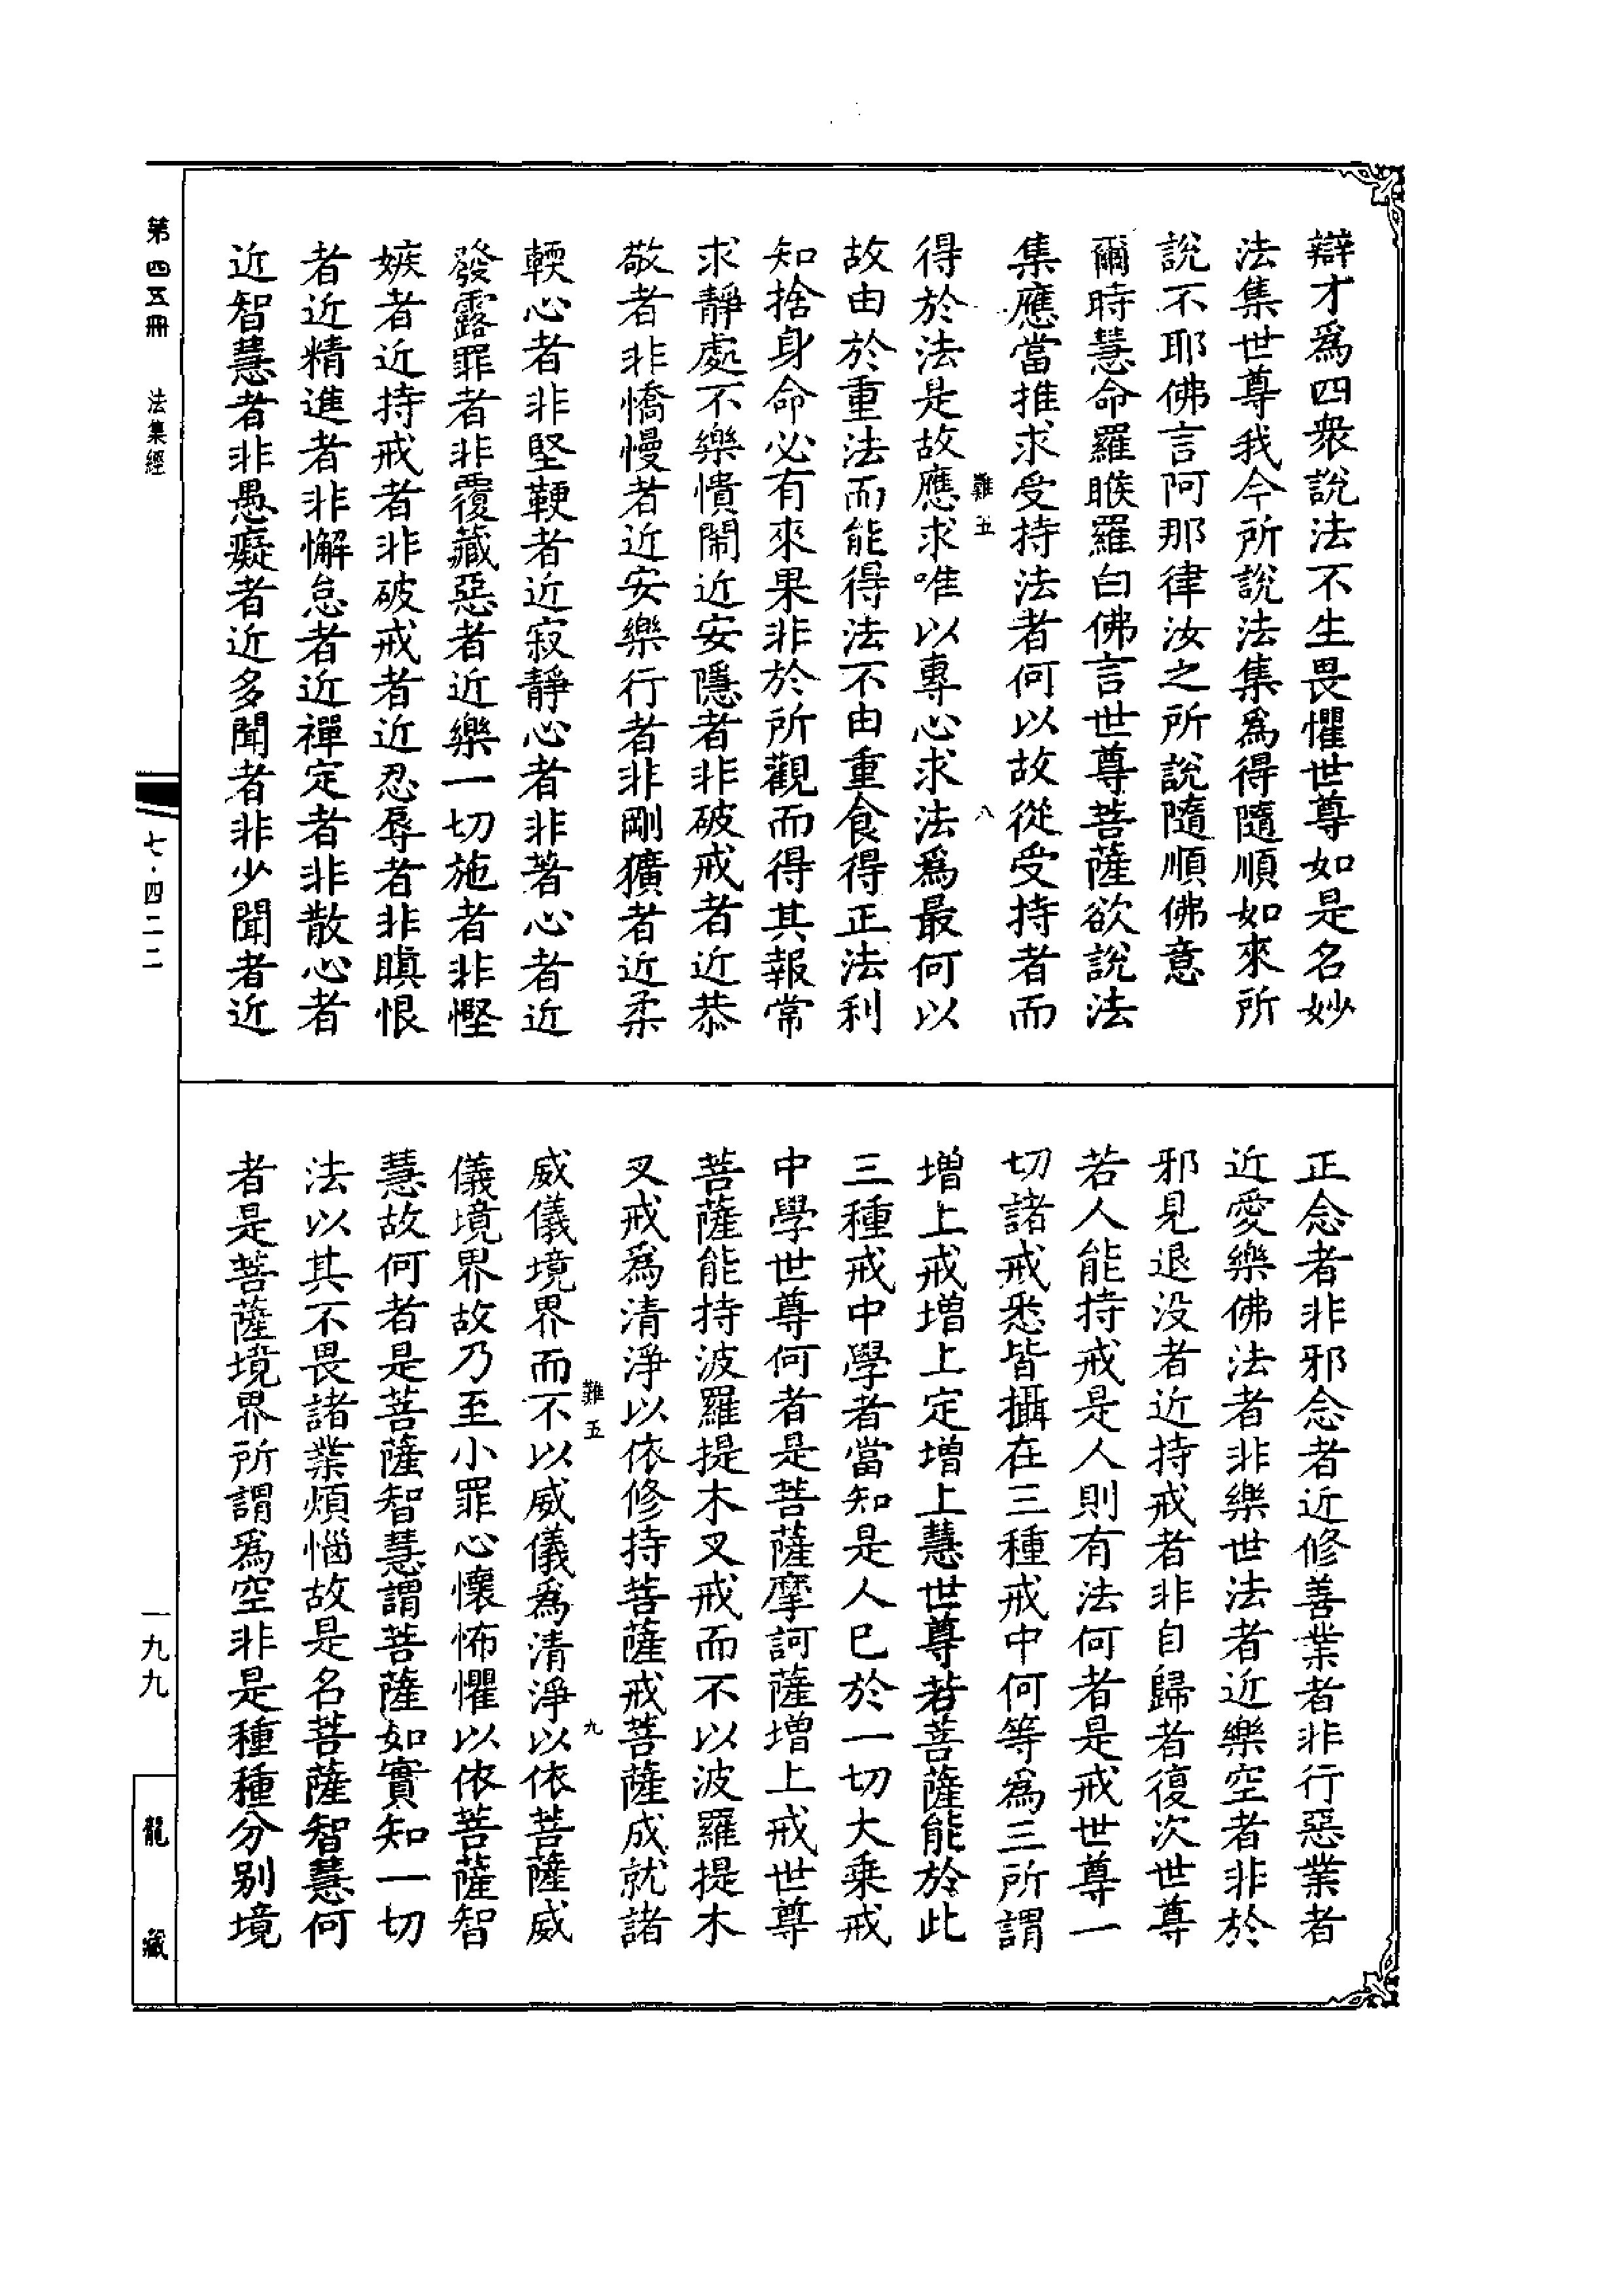 辯才爲四衆說法不生畏懼世尊如是名妙
法集世尊我今所說法集爲得隨順如來所
說不耶佛言阿那律汝之所說隨順佛意
爾時慧命羅睺羅白佛言世尊菩薩欲說法
集應當推求受持法者何以故從受持者而
難五 八
得於法是故應求唯以專心求法爲最何以
故由於重法而能得法不由重食得正法利
知捨身命必有來果非於所觀而得其報常
求靜處不樂憒閙近安隱者非破戒者近恭
敬者非憍慢者近安樂行者非剛獷者近柔
輭心者非堅鞕者近寂靜心者非著心者近
發露罪者非覆藏惡者近樂一切施者非慳
嫉者近持戒者非破戒者近忍辱者非瞋恨
者近精進者非懈怠者近禪定者非散心者
近智慧者非愚癡者近多聞者非少聞者近
正念者非邪念者近修善業者非行惡業者
近愛樂佛法者非樂世法者近樂空者非於
邪見退没者近持戒者非自歸者復次世尊
若人能持戒是人則有法何者是戒世尊一
切諸戒悉皆攝在三種戒中何等爲三所謂
增上戒增上定增上慧世尊若菩薩能於此
三種戒中學者當知是人已於一切大乘戒
中學世尊何者是菩薩摩訶薩增上戒世尊
菩薩能持波羅提木叉戒而不以波羅提木
叉戒爲清淨以依修持菩薩戒菩薩成就諸
難五 九
威儀境界而不以威儀爲清淨以依菩薩威
儀境界故乃至小罪心懷怖懼以依菩薩智
慧故何者是菩薩智慧謂菩薩如實知一切
法以其不畏諸業煩惱故是名菩薩智慧何
者是菩薩境界所謂爲空非是種種分别境
第四五冊 法集經
七·四二二
一九九
龍藏